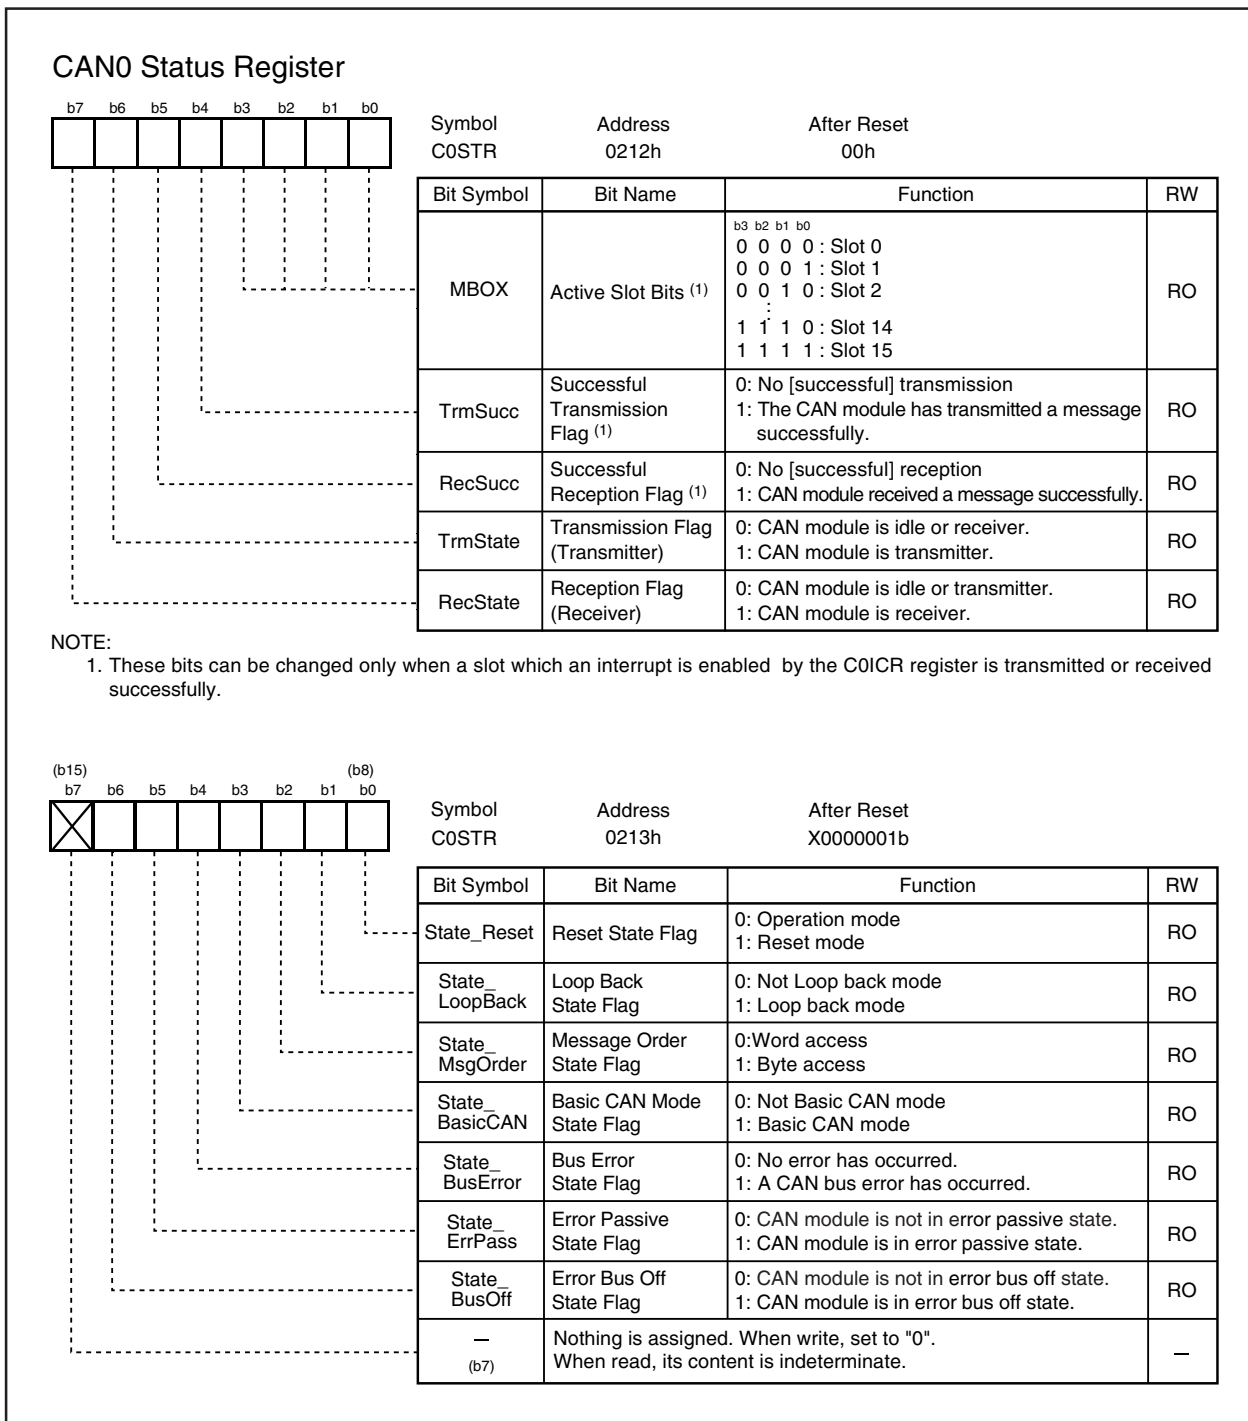 CAN0 Status Register
b7 b6 b5 b4 b3 b2 b1 b0
Symbol Address After Reset
C0STR 0212h 00h
Bit Symbol Bit Name Function RW
MBOX Active Slot Bits (1) RO
b3 b2 b1 b0
0 0 0 0 : Slot 0
0 0 0 1 : Slot 1
0 0 1 0 : Slot 2
:
1 1 1 0 : Slot 14
1 1 1 1 : Slot 15
TrmSucc
Successful
Transmission
Flag (1)
0: No [successful] transmission
1: The CAN module has transmitted a message
successfully.
RO
RecSucc
Successful
Reception Flag (1)
0: No [successful] reception
1: CAN module received a message successfully.
RO
TrmState
Transmission Flag
(Transmitter)
0: CAN module is idle or receiver.
1: CAN module is transmitter.
RO
RecState
Reception Flag
(Receiver)
0: CAN module is idle or transmitter.
1: CAN module is receiver.
RO
NOTE:
1. These bits can be changed only when a slot which an interrupt is enabled by the C0ICR register is transmitted or received
successfully.
(b15) (b8)
b7 b6 b5 b4 b3 b2 b1 b0
Symbol Address After Reset
C0STR 0213h X0000001b
Bit Symbol Bit Name Function RW
State_Reset
Reset State Flag
0: Operation mode
1: Reset mode
RO
State_
LoopBack
Loop Back
State Flag
0: Not Loop back mode
1: Loop back mode
RO
State_
MsgOrder
Message Order
State Flag
0:Word access
1: Byte access
RO
State_
BasicCAN
Basic CAN Mode
State Flag
0: Not Basic CAN mode
1: Basic CAN mode
RO
State_
BusError
Bus Error
State Flag
0: No error has occurred.
1: A CAN bus error has occurred.
RO
State_
ErrPass
Error Passive
State Flag
0: CAN module is not in error passive state.
1: CAN module is in error passive state.
RO
State_
BusOff
Error Bus Off
State Flag
0: CAN module is not in error bus off state.
1: CAN module is in error bus off state.
RO
–
(b7)
Nothing is assigned. When write, set to "0".
When read, its content is indeterminate.
–